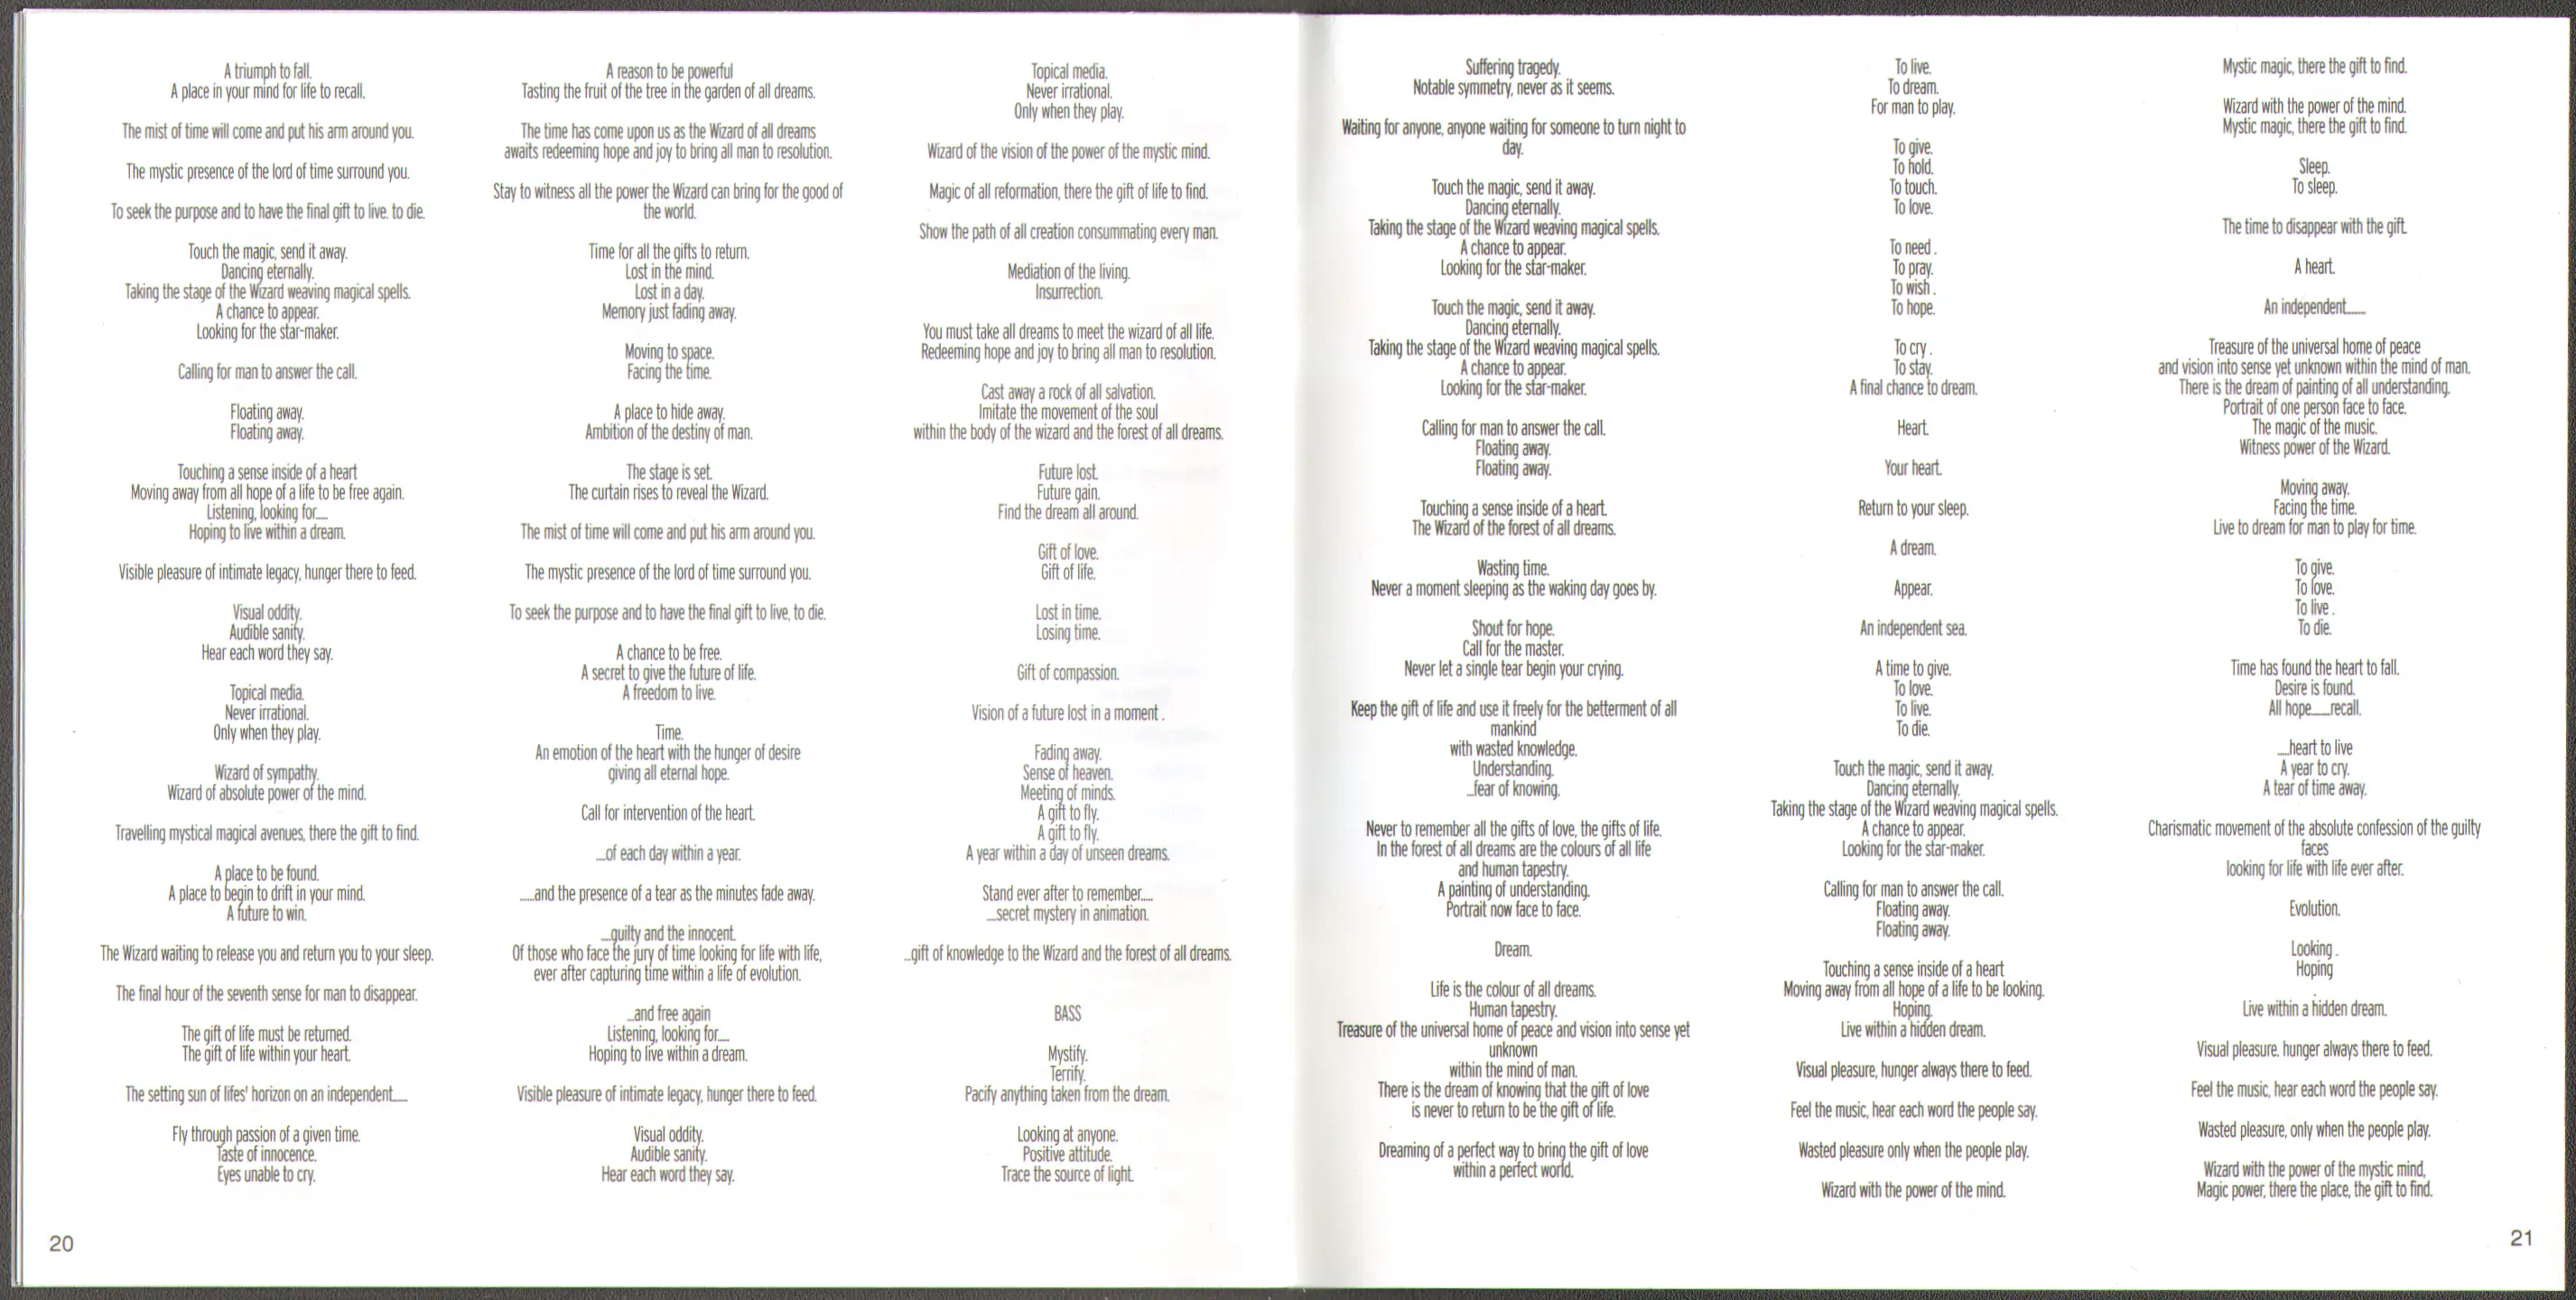 A triumph to fall.
A place in your mind for life to recall.
The mist of time will come and put his arm around you.
The mystic presence of the lord of time surround you.
To seek the purpose and to have the final gift to live. to die.
Touch the magic, send it away.
Dancing eternally.
Taking the stage of the Wizard weaving magical spells.
A chance to appear.
Looking for the star-maker.
Calling for man to answer the call.
Floating away.
Floating away.
Touching a sense inside of a heart
Moving away from all hope of a life to be free again.
Listening, looking for.....
Hoping to live within a dream.
Visible pleasure of intimate legacy, hunger there to feed.
Visual oddity.
Audible sanity.
Hear each word they say.
Topical media.
Never irrational.
Only when they play.
Wizard of sympathy.
Wizard of absolute power of the mind.
Travelling mystical magical avenues, there the gift to find.
A place to be found.
A place to begin to drift in your mind.
A future to win.
The Wizard waiting to release you and return you to your sleep.
The final hour of the seventh sense for man to disappear.
The gift of life must be returned.
The gift of life within your heart.
The setting sun of lifes' horizon on an independent......
Fly through passion of a given time.
Taste of innocence.
Eyes unable to cry.
20
A reason to be powerful
Tasting the fruit of the tree in the garden of all dreams.
The time has come upon us as the Wizard of all dreams
awaits redeeming hope and joy to bring all man to resolution.
Stay to witness all the power the Wizard can bring for the good of
the world.
Time for all the gifts to return.
Lost in the mind.
Lost in a day.
Memory just fading away.
Moving to space.
Facing the time.
A place to hide away.
Ambition of the destiny of man.
The stage is set.
The curtain rises to reveal the Wizard.
The mist of time will come and put his arm around you.
The mystic presence of the lord of time surround you.
To seek the purpose and to have the final gift to live, to die.
A chance to be free.
A secret to give the future of life.
A freedom to live.
Time.
An emotion of the heart with the hunger of desire
giving all eternal hope.
Call for intervention of the heart.
....of each day within a year.
......and the presence of a tear as the minutes fade away.
....guilty and the innocent.
Of those who face the jury of time looking for life with life,
ever after capturing time within a life of evolution.
...and free again
Listening, looking for.....
Hoping to live within a dream.
Visible pleasure of intimate legacy, hunger there to feed.
Visual oddity.
Audible sanity.
Hear each word they say.
Topical media.
Never irrational.
Only when they play.
Wizard of the vision of the power of the mystic mind.
Magic of all reformation, there the gift of life to find.
Show the path of all creation consummating every man.
Mediation of the living.
Insurrection.
You must take all dreams to meet the wizard of all life.
Redeeming hope and joy to bring all man to resolution.
Cast away a rock of all salvation.
Imitate the movement of the soul
within the body of the wizard and the forest of all dreams.
Future lost.
Future gain.
Find the dream all around.
Gift of love.
Gift of life.
Lost in time.
Losing time.
Gift of compassion.
Vision of a future lost in a moment .
Fading away.
Sense of heaven.
Meeting of minds.
A gift to fly.
A gift to fly.
A year within a day of unseen dreams.
Stand ever after to remember.....
....secret mystery in animation.
...gift of knowledge to the Wizard and the forest of all dreams.
BASS
Mystify.
Terrify.
Pacify anything taken from the dream.
Looking at anyone.
Positive attitude.
Trace the source of light.
Suffering tragedy.
Notable symmetry, never as it seems.
Waiting for anyone, anyone waiting for someone to turn night to
day.
Touch the magic, send it away.
Dancing eternally.
Taking the stage of the Wizard weaving magical spells.
A chance to appear.
Looking for the star-maker.
Touch the magic, send it away.
Dancing eternally.
Taking the stage of the Wizard weaving magical spells.
A chance to appear.
Looking for the star-maker.
Calling for man to answer the call.
Floating away.
Floating away.
Touching a sense inside of a heart.
The Wizard of the forest of all dreams.
Wasting time.
Never a moment sleeping as the waking day goes by.
Shout for hope.
Call for the master.
Never let a single tear begin your crying.
Keep the gift of life and use it freely for the betterment of all
mankind
with wasted knowledge.
Understanding.
...fear of knowing.
Never to remember all the gifts of love, the gifts of life.
In the forest of all dreams are the colours of all life
and human tapestry.
A painting of understanding.
Portrait now face to face.
Dream.
Life is the colour of all dreams.
Human tapestry.
Treasure of the universal home of peace and vision into sense yet
unknown
within the mind of man.
There is the dream of knowing that the gift of love
is never to return to be the gift of life.
Dreaming of a perfect way to bring the gift of love
within a perfect world.
To live.
To dream.
For man to play.
To give.
To hold.
To touch.
To love.
To need .
To pray.
To wish .
To hope.
To cry .
To stay.
A final chance to dream.
Heart.
Your heart.
Return to your sleep.
A dream.
Appear.
An independent sea.
A time to give.
To love.
To live.
To die.
Touch the magic, send it away.
Dancing eternally.
Taking the stage of the Wizard weaving magical spells.
A chance to appear.
Looking for the star-maker.
Calling for man to answer the call.
Floating away.
Floating away.
Touching a sense inside of a heart
Moving away from all hope of a life to be looking.
Hoping.
Live within a hidden dream.
Visual pleasure, hunger always there to feed.
Feel the music, hear each word the people say.
Wasted pleasure only when the people play.
Wizard with the power of the mind.
Mystic magic, there the gift to find.
Wizard with the power of the mind.
Mystic magic, there the gift to find.
Sleep.
To sleep.
The time to disappear with the gift.
A heart.
An independent.......
Treasure of the universal home of peace
and vision into sense yet unknown within the mind of man.
There is the dream of painting of all understanding.
Portrait of one person face to face.
The magic of the music.
Witness power of the Wizard.
Moving away.
Facing the time.
Live to dream for man to play for time.
To give.
To love.
To live .
To die.
Time has found the heart to fall.
Desire is found.
All hope.......recall.
.....heart to live
A year to cry.
A tear of time away.
Charismatic movement of the absolute confession of the guilty
faces
looking for life with life ever after.
Evolution.
Looking .
Hoping
.
Live within a hidden dream.
Visual pleasure. hunger always there to feed.
Feel the music, hear each word the people say.
Wasted pleasure, only when the people play.
Wizard with the power of the mystic mind,
Magic power, there the place, the gift to find.
21